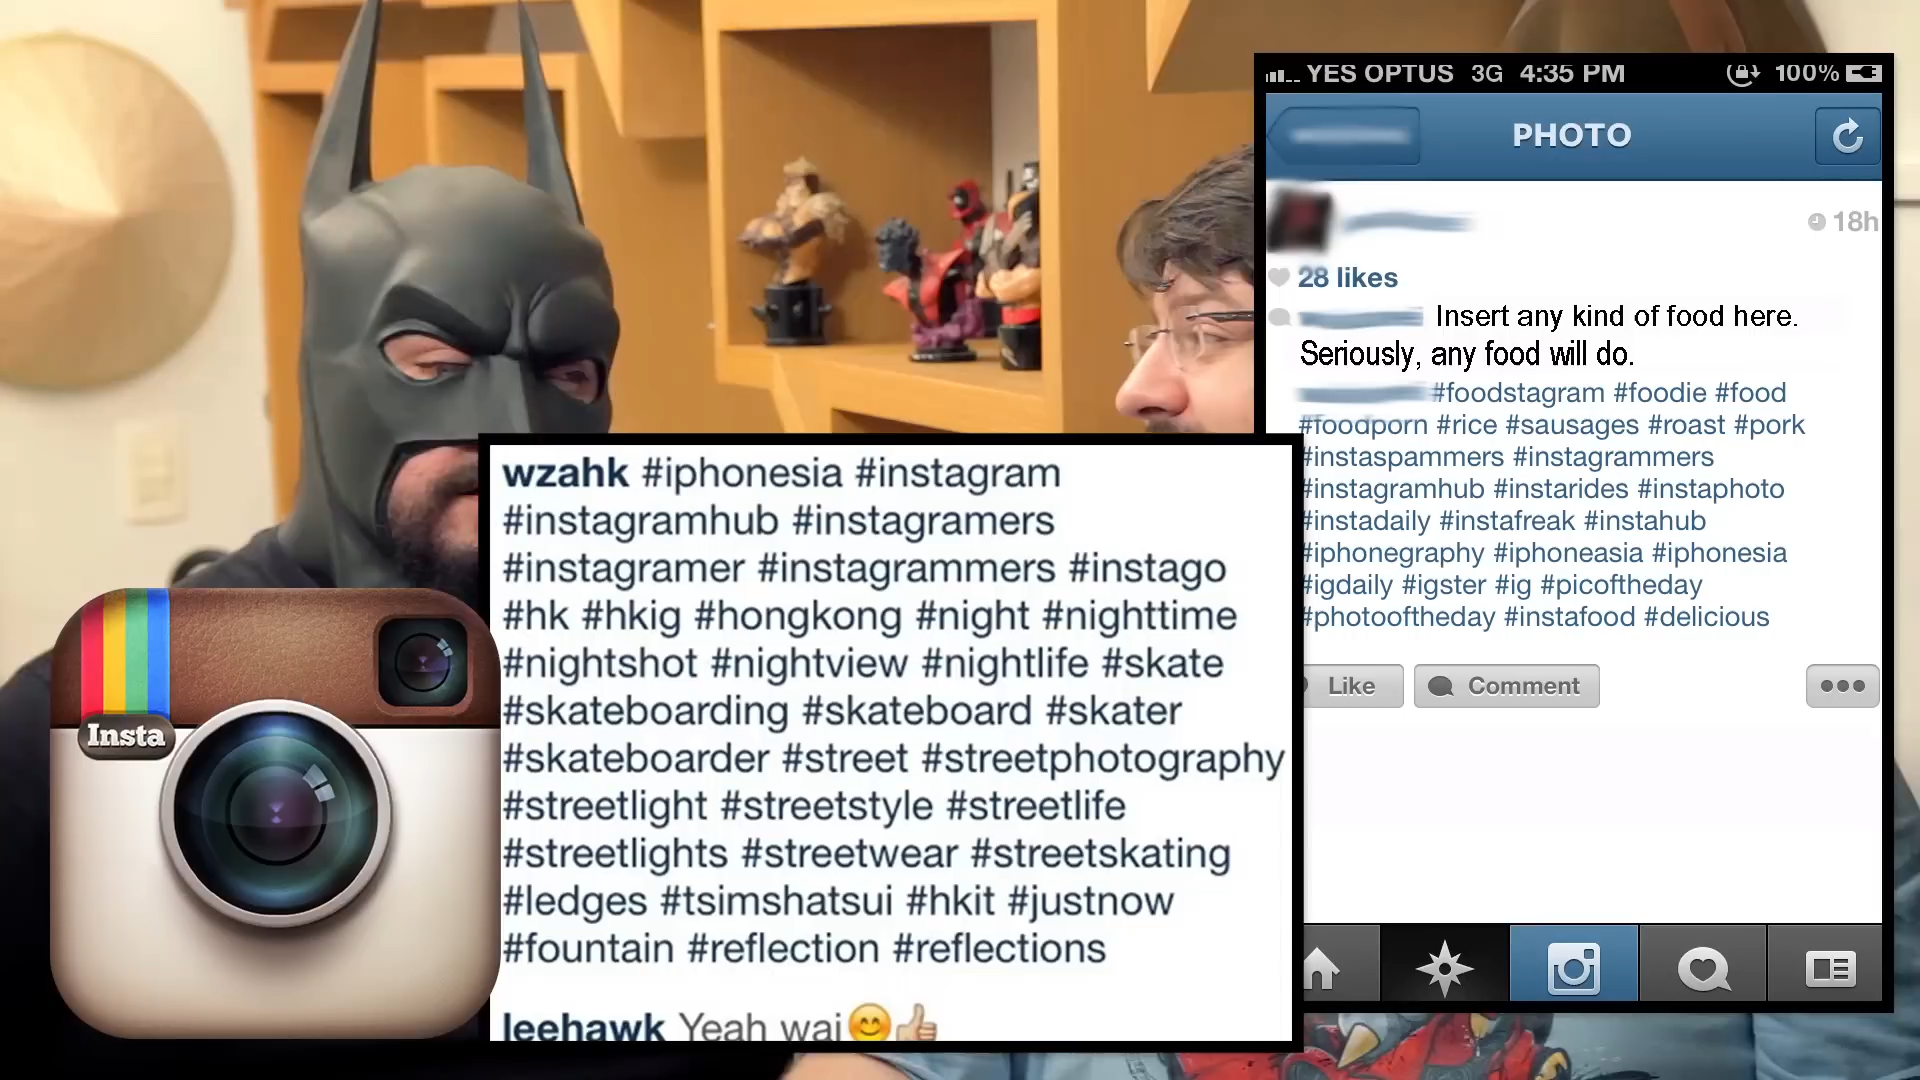 YES OPTUS 3G 4:35 PM 100%
PHOTO
18h
28 likes
Insert any kind of food here.
Seriously, any food will do.
#foodstagram #foodie #food
#foodporn #rice #sausages #roast #pork
#instaspammers #instagrammers
#instagramhub #instarides #instaphoto
#instadaily #instafreak #instahub
#iphonegraphy #iphoneasia #iphonesia
#igdaily #igster #ig #picoftheday
#photooftheday #instafood #delicious
Like Comment
wzahk #iphonesia #instagram
#instagramhub #instagramers
#instagramer #instagrammers #instago
#hk #hkig #hongkong #night #nighttime
#nightshot #nightview #nightlife #skate
#skateboarding #skateboard #skater
#skateboarder #street #streetphotography
#streetlight #streetstyle #streetlife
#streetlights #streetwear #streetskating
#ledges #tsimshatsui #hkit #justnow
#fountain #reflection #reflections
leehawk Yeah wai😊👍
Insta